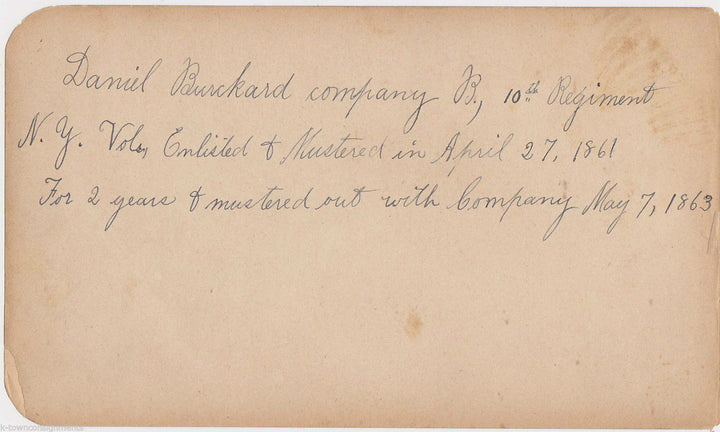 Daniel Burckard company B., 10th Regiment
N. Y. Vols, Enlisted & Mustered in April 27, 1861
For 2 years & mustered out with Company May 7, 1863
k-townconsignments